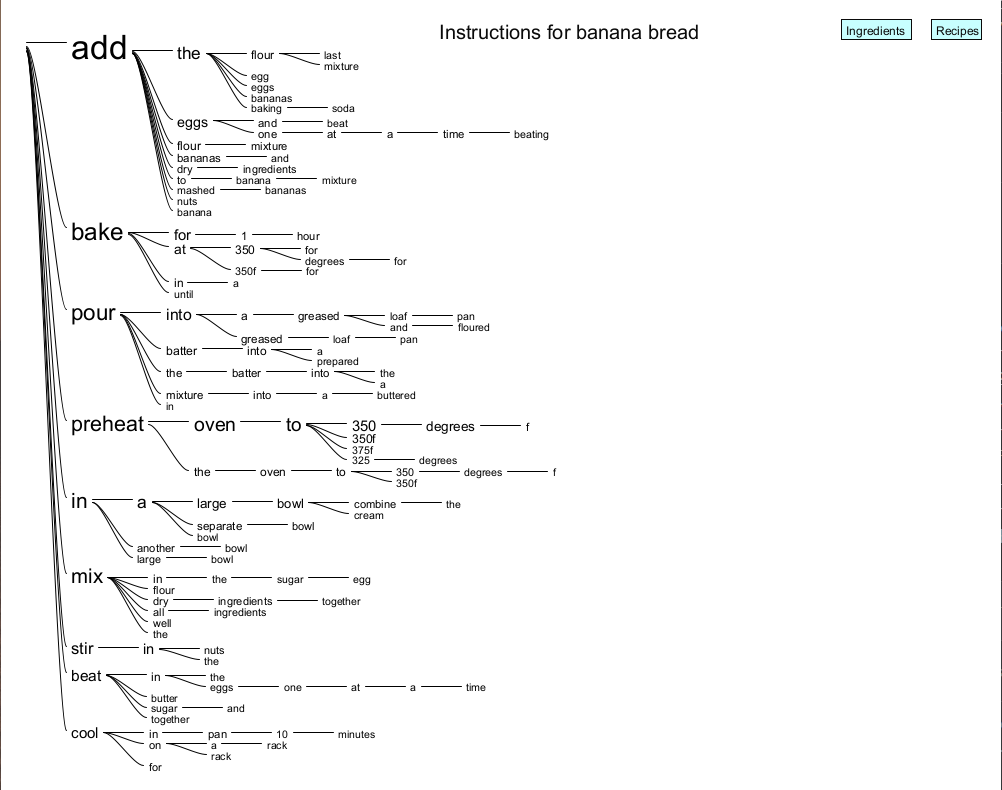 Instructions for banana bread
Ingredients
Recipes
add the flour last
mixture
egg
eggs
bananas
baking soda
eggs and beat
one at a time beating
flour mixture
bananas and
dry ingredients
to banana mixture
mashed bananas
nuts
banana
bake for 1 hour
at 350 for
degrees for
350f for
in a
until
pour into a greased loaf pan
and floured
greased loaf pan
batter into a
prepared
the batter into the
a
mixture into a buttered
in
preheat oven to 350 degrees f
350f
375f
325 degrees
the oven to 350 degrees f
350f
in a large bowl combine the
cream
separate bowl
bowl
another bowl
large bowl
mix in the sugar egg
flour
dry ingredients together
all ingredients
well
the
stir in nuts
the
beat in the
eggs one at a time
butter
sugar and
together
cool in pan 10 minutes
on a rack
rack
for